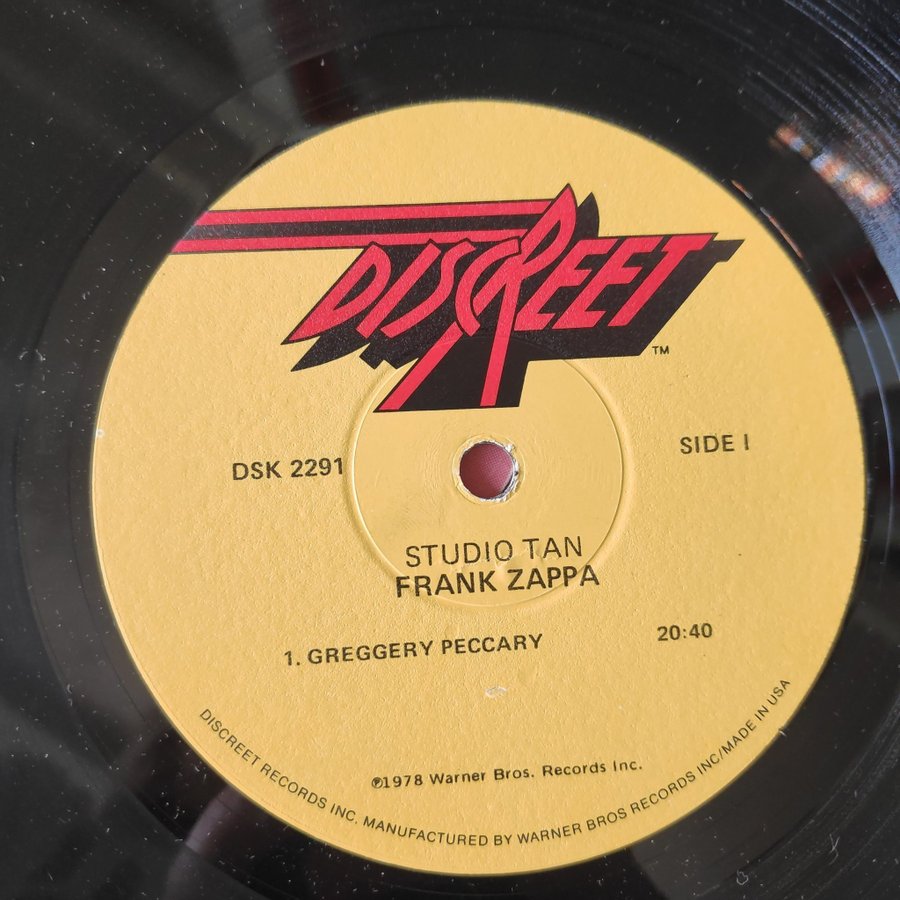 DISCREET
TM
DSK 2291
SIDE I
STUDIO TAN
FRANK ZAPPA
1. GREGGERY PECCARY 20:40
℗1978 Warner Bros. Records Inc.
DISCREET RECORDS INC. MANUFACTURED BY WARNER BROS RECORDS INC/MADE IN USA